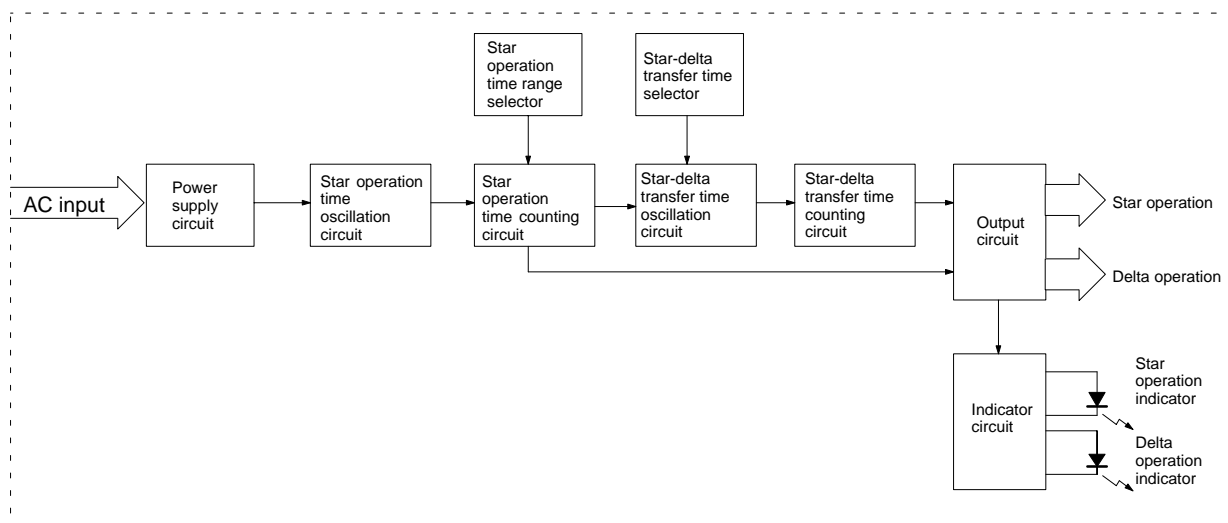 Star
operation
time range
selector
Star-delta
transfer time
selector
AC input
Power
supply
circuit
Star operation
time
oscillation
circuit
Star
operation
time counting
circuit
Star-delta
transfer time
oscillation
circuit
Star-delta
transfer time
counting
circuit
Output
circuit
Star operation
Delta operation
Indicator
circuit
Star
operation
indicator
Delta
operation
indicator